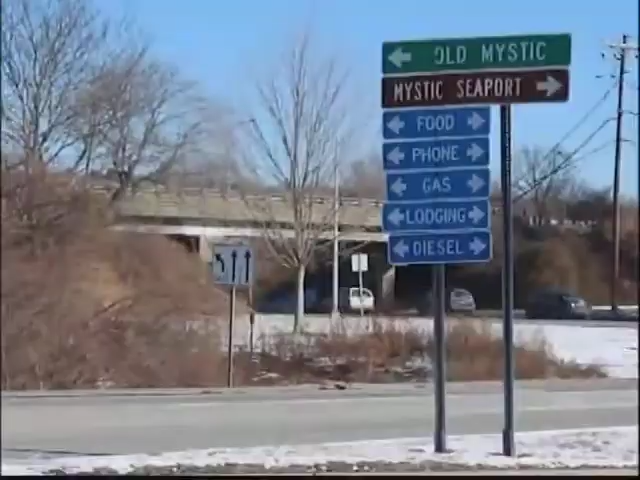 OLD MYSTIC
MYSTIC SEAPORT
FOOD
PHONE
GAS
LODGING
DIESEL